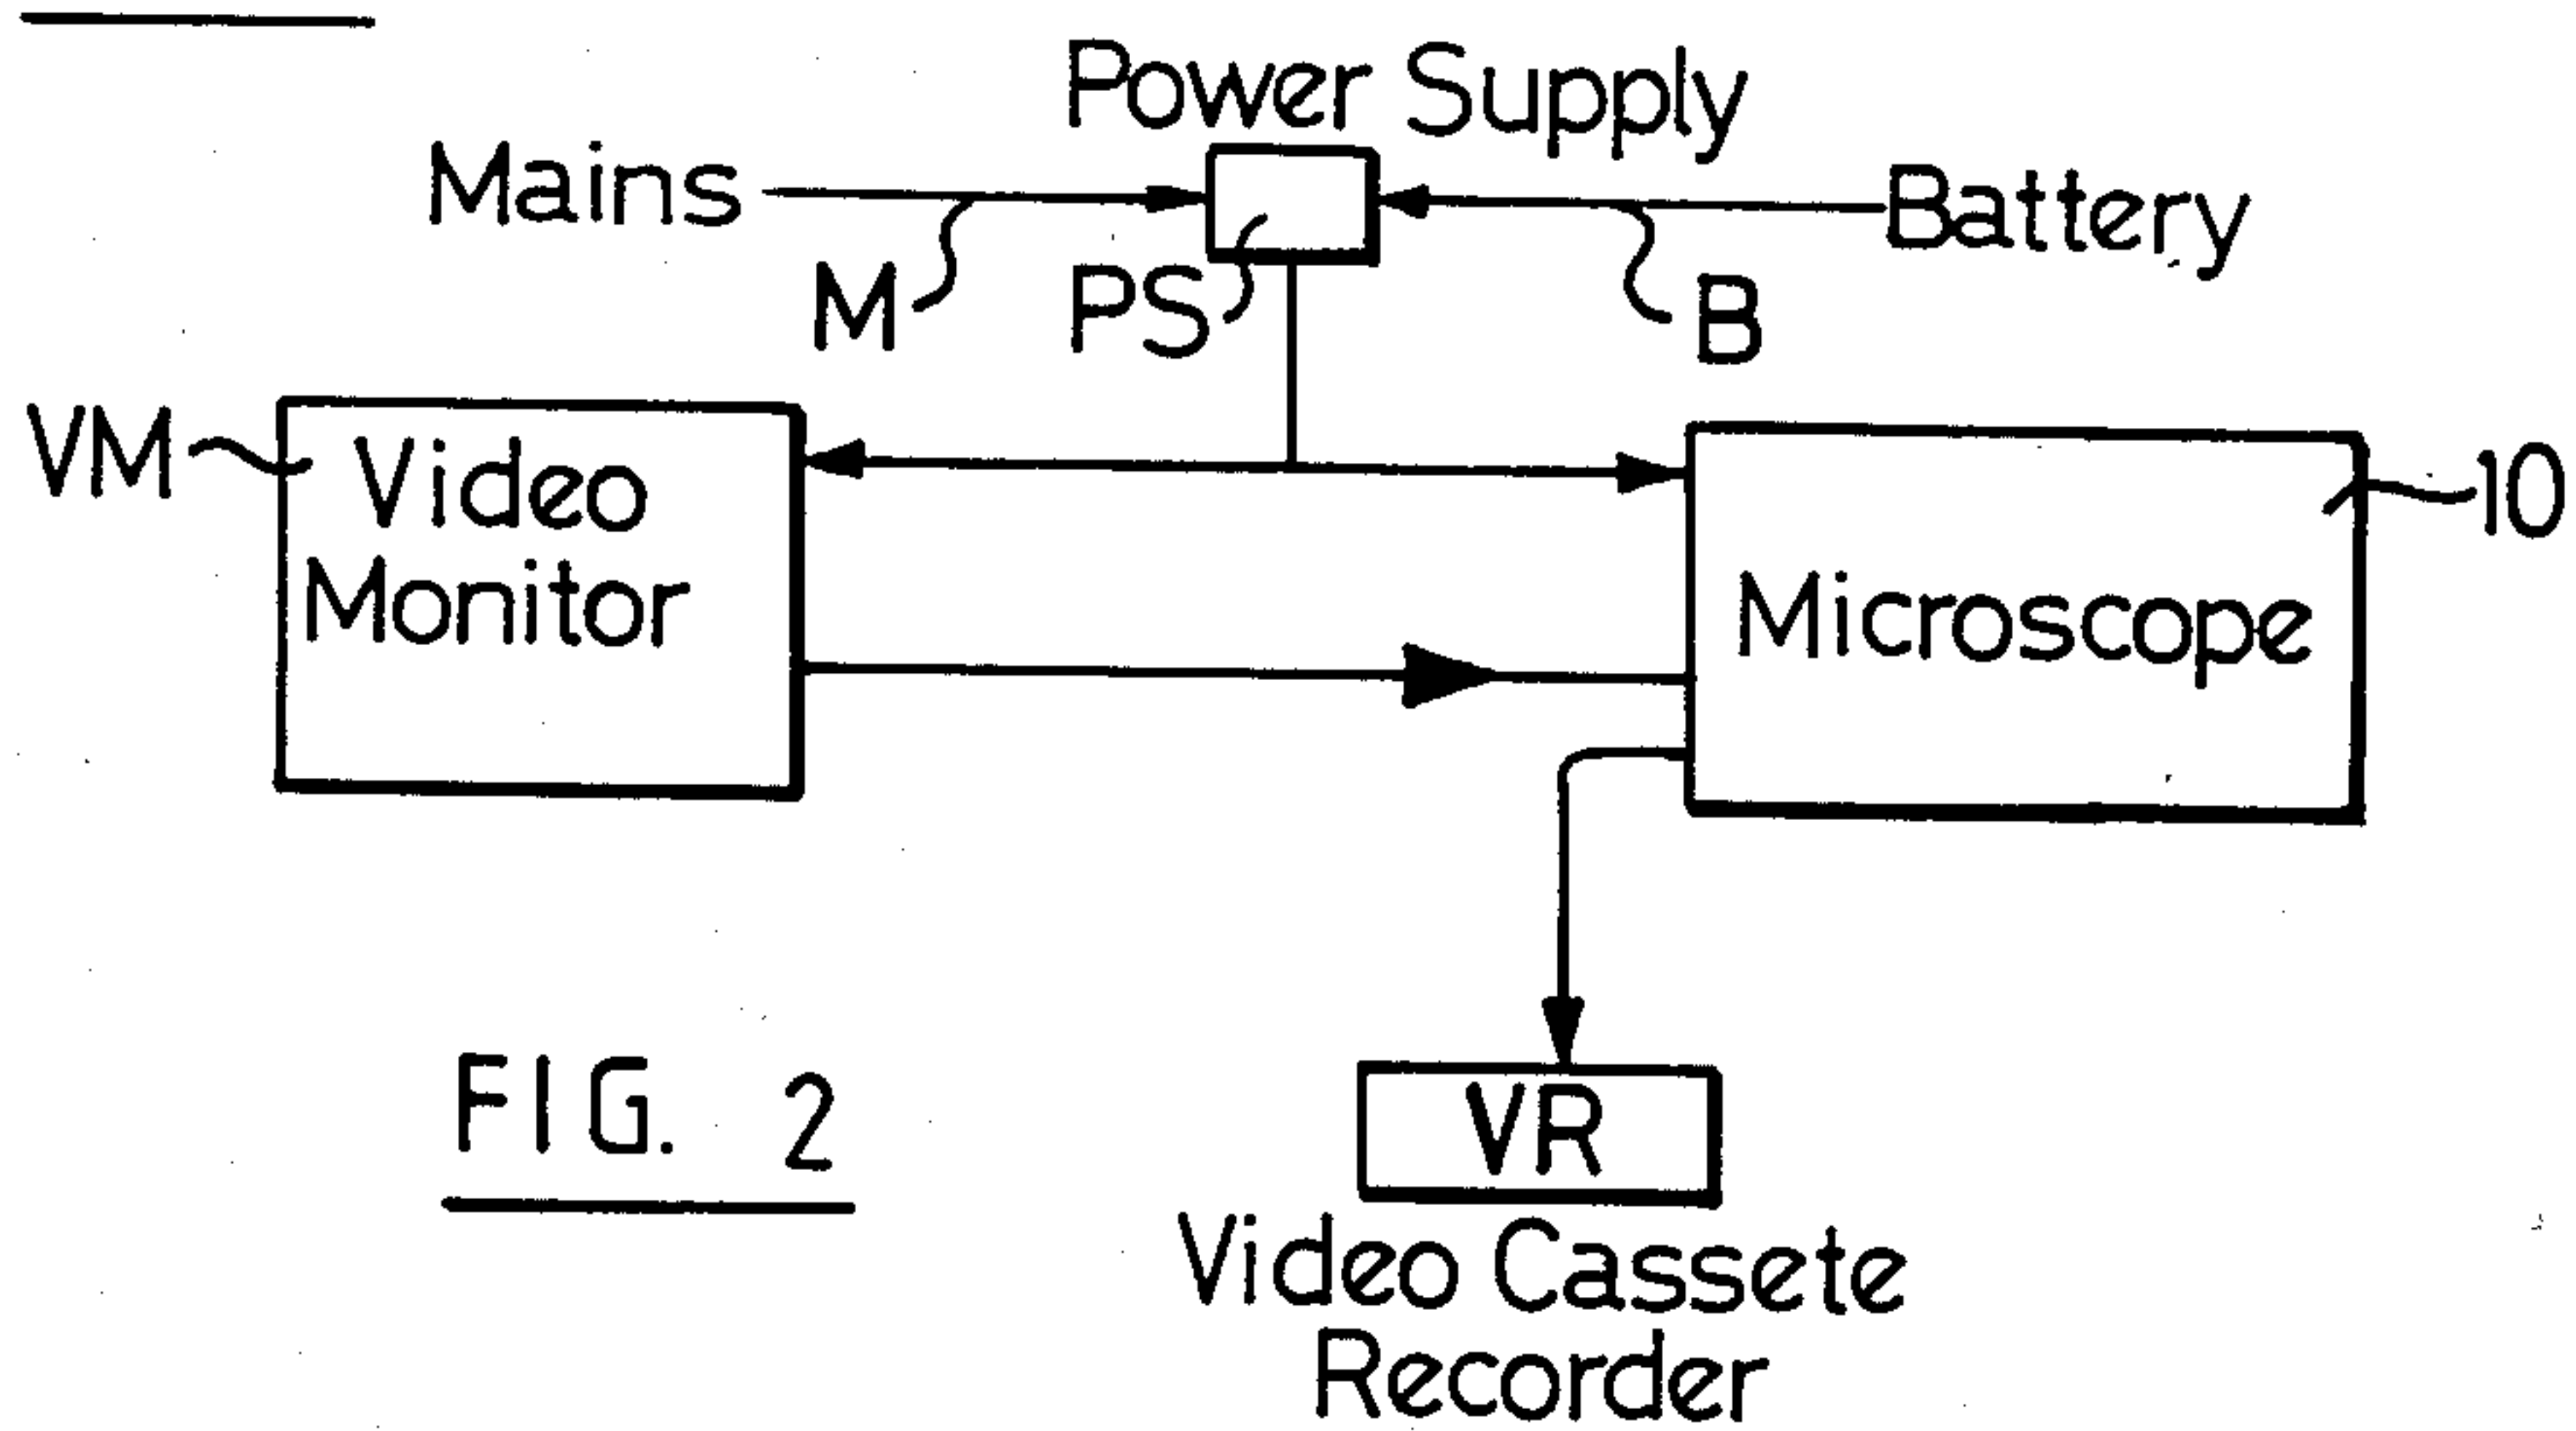 Power Supply
Mains
Battery
M
PS
B
VM
Video
Monitor
10
Microscope
VR
Video Cassete
Recorder
FIG. 2